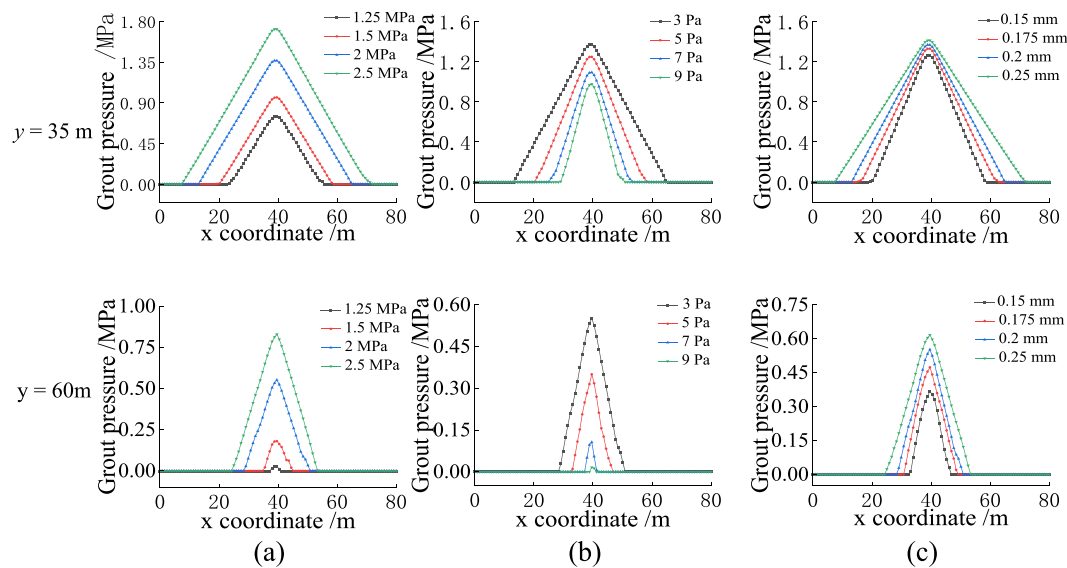 y = 35 m
Grout pressure /MPa
1.80
1.35
0.90
0.45
0.00
1.25 MPa
1.5 MPa
2 MPa
2.5 MPa
0 20 40 60 80
x coordinate /m
Grout pressure /MPa
1.6
1.2
0.8
0.4
0.0
3 Pa
5 Pa
7 Pa
9 Pa
0 20 40 60 80
x coordinate /m
Grout pressure /MPa
1.6
1.2
0.8
0.4
0.0
0.15 mm
0.175 mm
0.2 mm
0.25 mm
0 20 40 60 80
x coordinate /m
y = 60m
Grout pressure /MPa
1.00
0.75
0.50
0.25
0.00
1.25 MPa
1.5 MPa
2 MPa
2.5 MPa
0 20 40 60 80
x coordinate /m
(a)
Grout pressure /MPa
0.60
0.45
0.30
0.15
0.00
3 Pa
5 Pa
7 Pa
9 Pa
0 20 40 60 80
x coordinate /m
(b)
Grout pressure /MPa
0.75
0.60
0.45
0.30
0.15
0.00
0.15 mm
0.175 mm
0.2 mm
0.25 mm
0 20 40 60 80
x coordinate /m
(c)